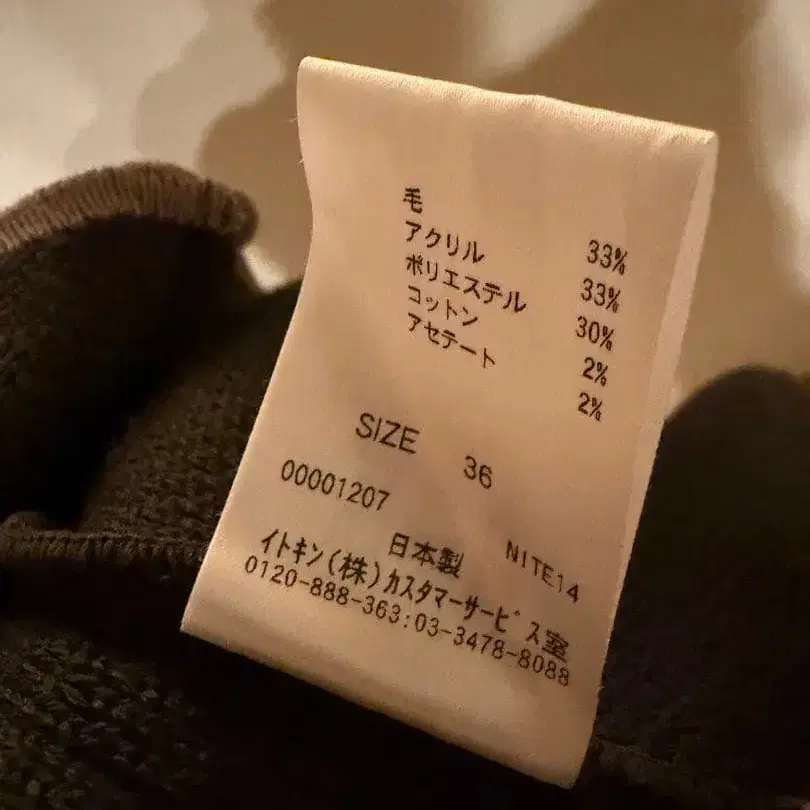 毛 33%
アクリル 33%
ポリエステル 30%
コットン 2%
アセテート 2%
SIZE 36
00001207
日本製 NITE14
イトキン(株)カスタマーサービス室
0120-888-363:03-3478-8088